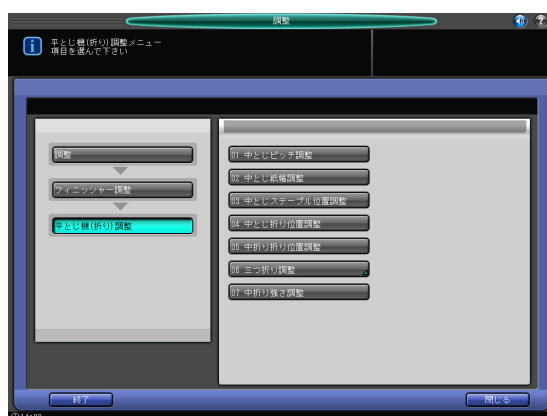 調整
平とじ機(折り)調整メニュー
項目を選んで下さい
調整
フィニッシャー調整
平とじ機(折り)調整
01 中とじピッチ調整
02 中とじ紙幅調整
03 中とじステープル位置調整
04 中とじ折り位置調整
05 中折り折り位置調整
06 三つ折り調整
07 中折り強さ調整
終了
閉じる